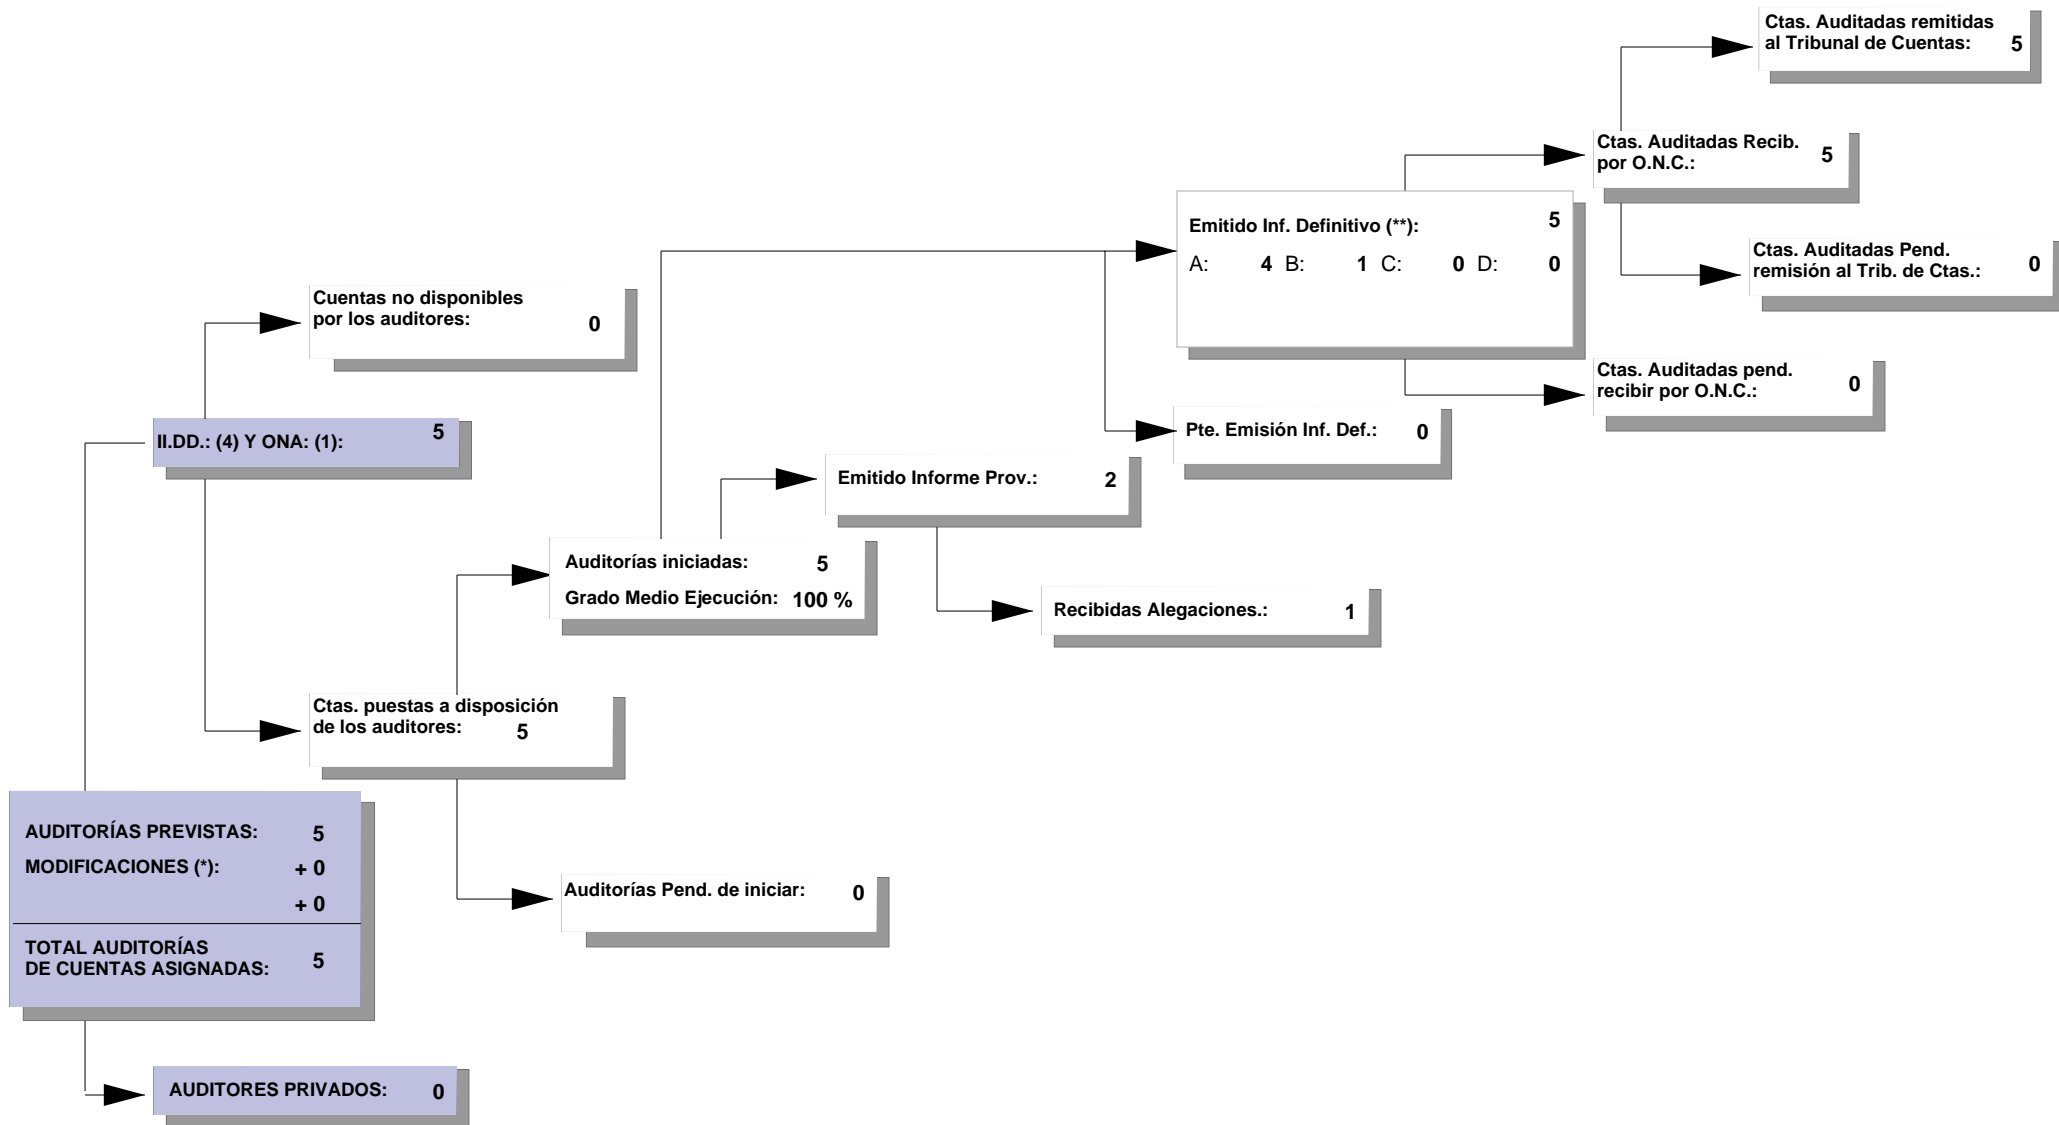 Ctas. Auditadas remitidas
al Tribunal de Cuentas: 5
Ctas. Auditadas Recib.
por O.N.C.: 5
Emitido Inf. Definitivo (**): 5
A: 4 B: 1 C: 0 D: 0
Ctas. Auditadas Pend.
remisión al Trib. de Ctas.: 0
Cuentas no disponibles
por los auditores: 0
Ctas. Auditadas pend.
recibir por O.N.C.: 0
II.DD.: (4) Y ONA: (1): 5
Pte. Emisión Inf. Def.: 0
Emitido Informe Prov.: 2
Auditorías iniciadas: 5
Grado Medio Ejecución: 100 %
Recibidas Alegaciones.: 1
Ctas. puestas a disposición
de los auditores: 5
AUDITORÍAS PREVISTAS: 5
MODIFICACIONES (*): + 0
+ 0
Auditorías Pend. de iniciar: 0
TOTAL AUDITORÍAS
DE CUENTAS ASIGNADAS: 5
AUDITORES PRIVADOS: 0